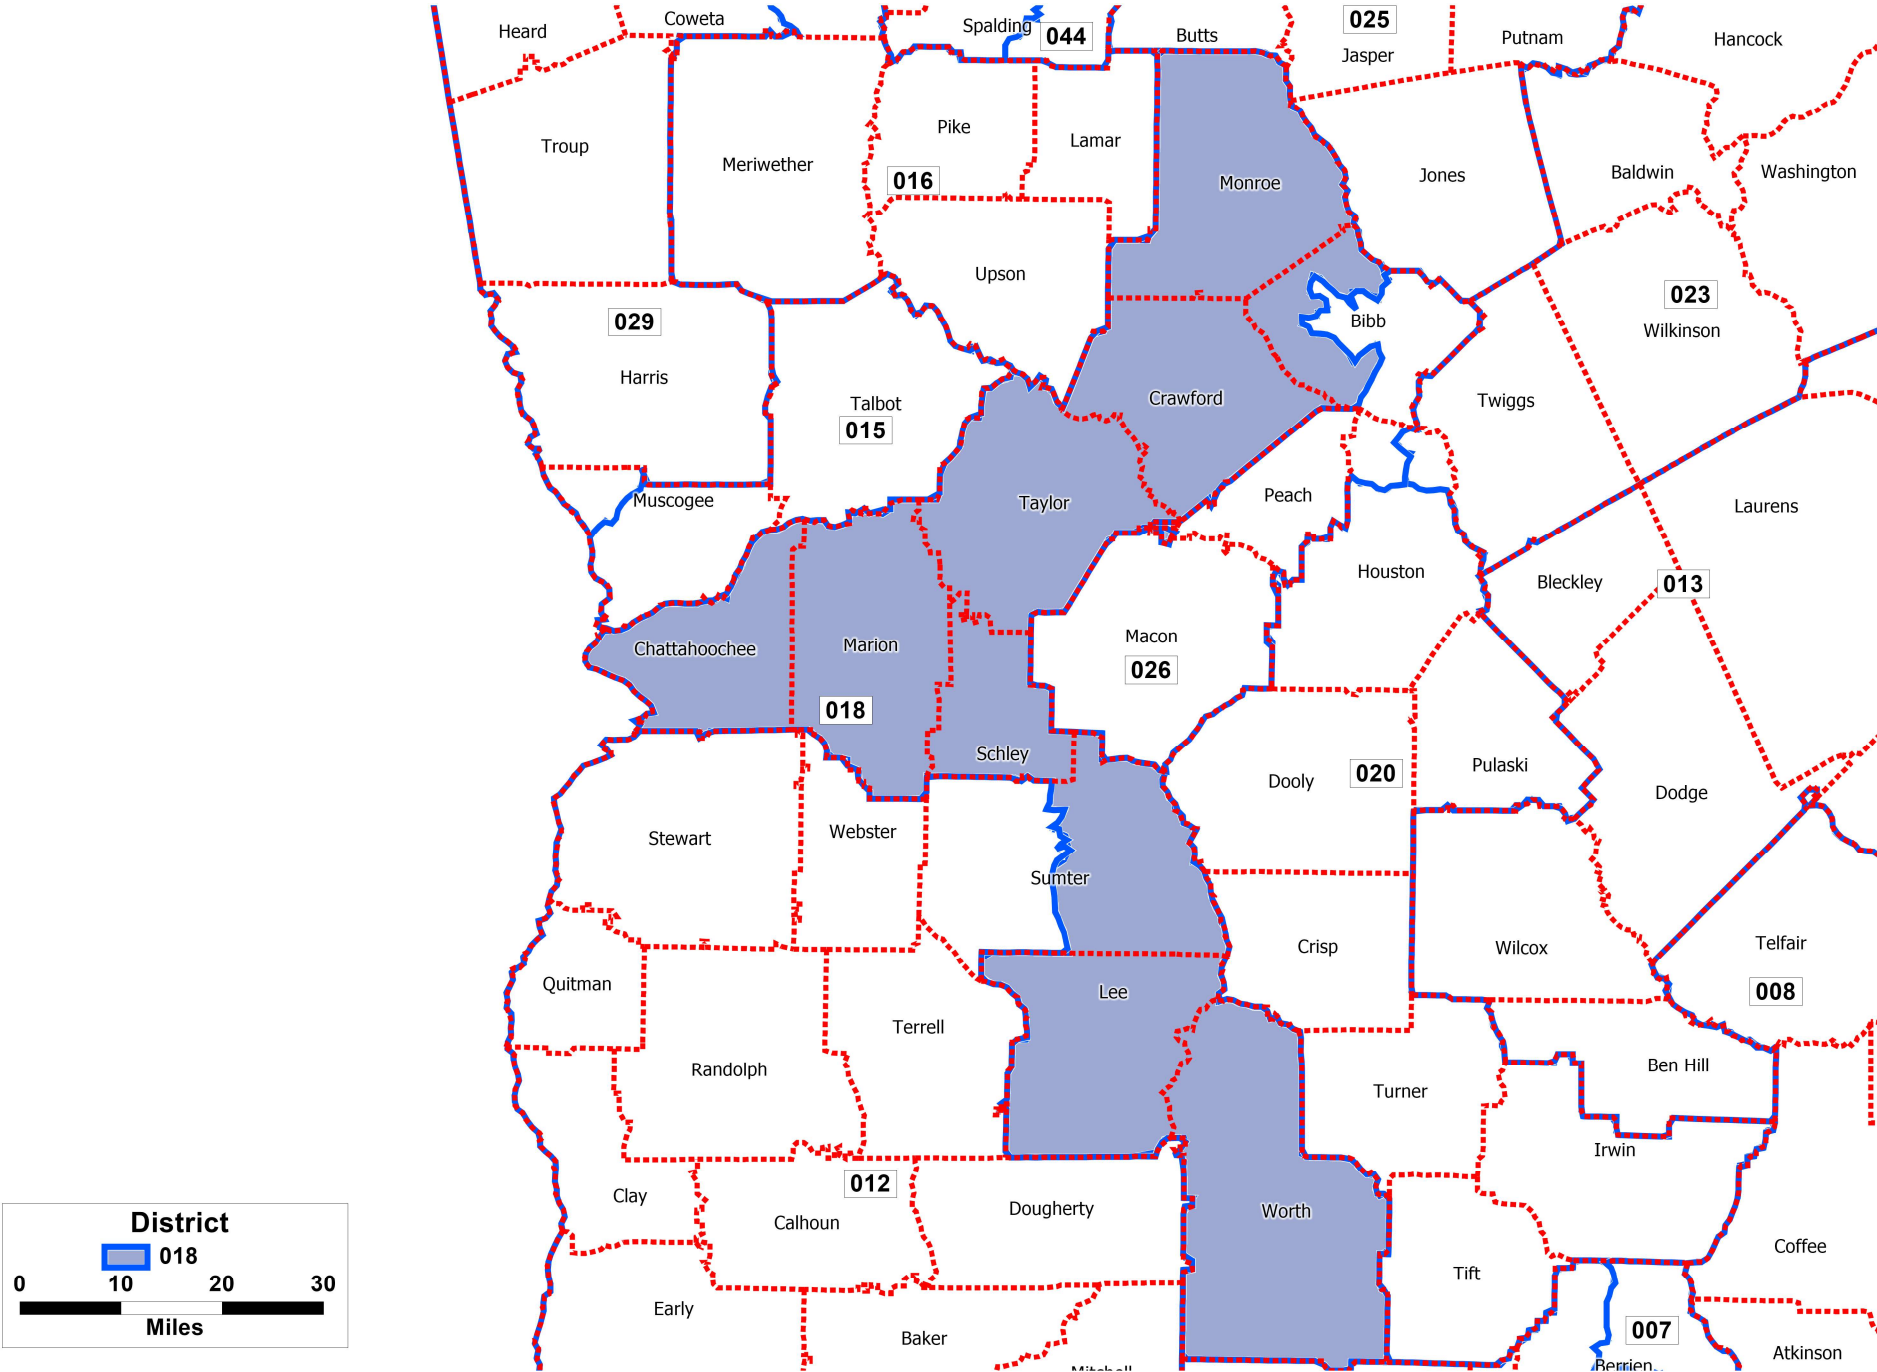 Heard
Coweta
Spalding
044
Butts
025
Jasper
Putnam
Hancock
Troup
Meriwether
Pike
016
Lamar
Monroe
Jones
Baldwin
Washington
Upson
029
Harris
Bibb
023
Wilkinson
Talbot
015
Crawford
Twiggs
Muscogee
Taylor
Peach
Laurens
Houston
Bleckley
013
Chattahoochee
Marion
018
Macon
026
Schley
Dooly
020
Pulaski
Dodge
Stewart
Webster
Sumter
Crisp
Wilcox
Telfair
008
Quitman
Lee
Terrell
Randolph
Turner
Ben Hill
Irwin
Clay
012
Calhoun
Dougherty
Worth
Tift
Coffee
Early
Baker
Mitchell
007
Berrien
Atkinson
District
018
0 10 20 30
Miles